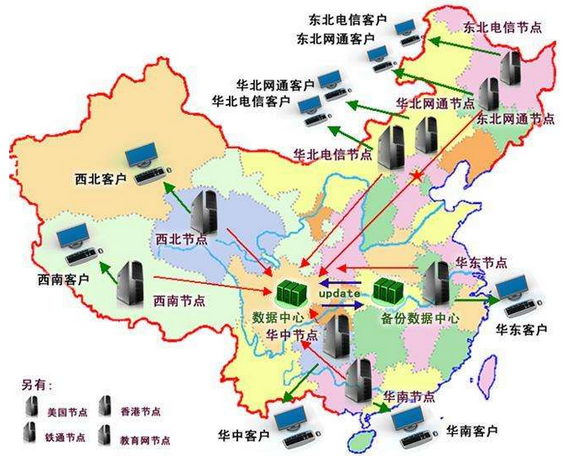 东北电信客户
东北电信节点
东北网通客户
华北网通客户
华北电信客户
华北网通节点
东北网通节点
华北电信节点
西北客户
西北节点
西南客户
西南节点
华东节点
update
数据中心
备份数据中心
华中节点
华东客户
另有：
美国节点
香港节点
铁通节点
教育网节点
华南节点
华中客户
华南客户